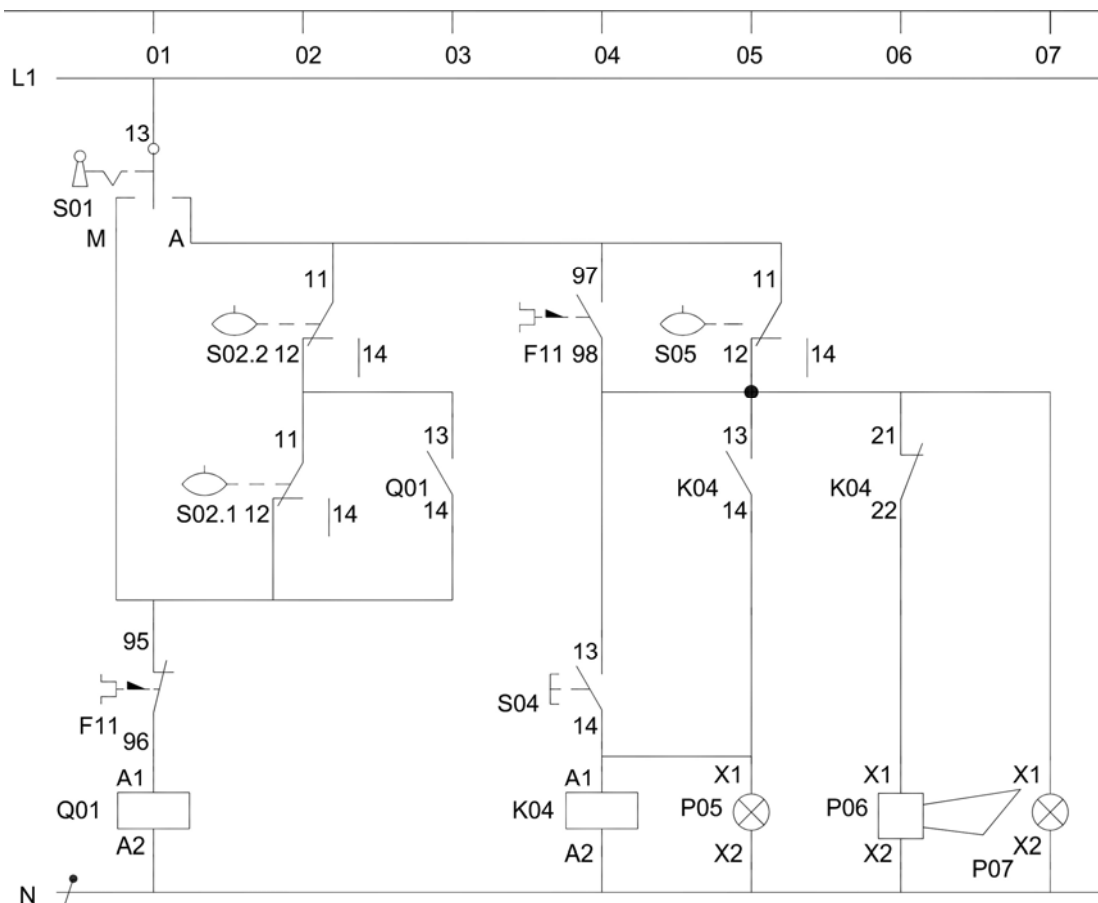 01 02 03 04 05 06 07
L1
13
S01
M A
11 97 11
S02.2 12 14 F11 98 S05 12 14
11 13 13 21
Q01 K04 K04
S02.1 12 14 14 14 22
95 13
S04
F11 14
96
A1 A1 X1 X1 X1
Q01 K04 P05 P06
A2 A2 X2 X2 X2
P07
N